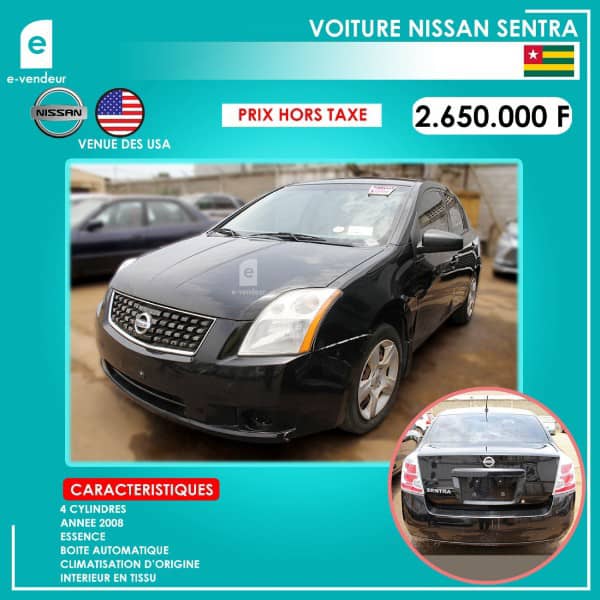 VOITURE NISSAN SENTRA
e
e-vendeur
NISSAN
VENUE DES USA
PRIX HORS TAXE
2.650.000 F
e
e-vendeur
SENTRA
CARACTERISTIQUES
4 CYLINDRES
ANNEE 2008
ESSENCE
BOITE AUTOMATIQUE
CLIMATISATION D'ORIGINE
INTERIEUR EN TISSU